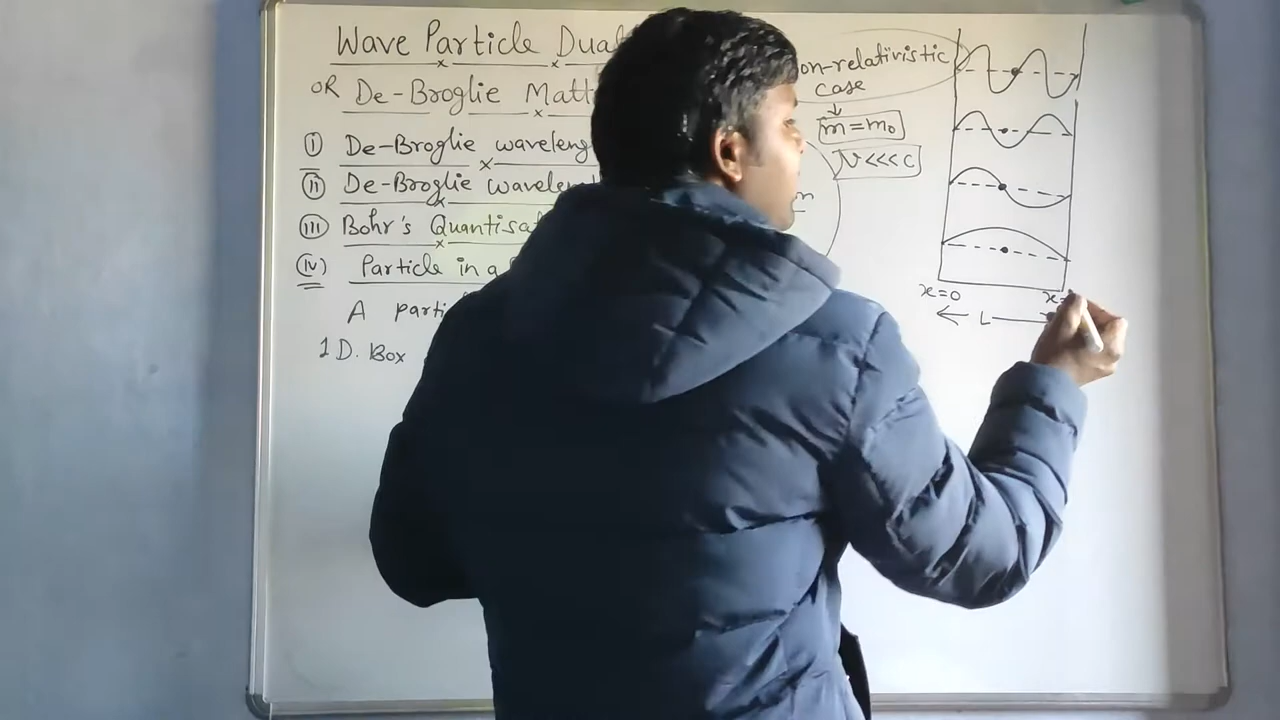 Wave Particle Dual
OR De-Broglie Matt
(i) De-Broglie waveleng
(ii) De-Broglie wavelen
(iii) Bohr's Quantisat
(iv) Particle in a
A parti
1 D. Box
on-relativistic
case
↓
m = m₀
v <<< c
m
x=0
x=
← L